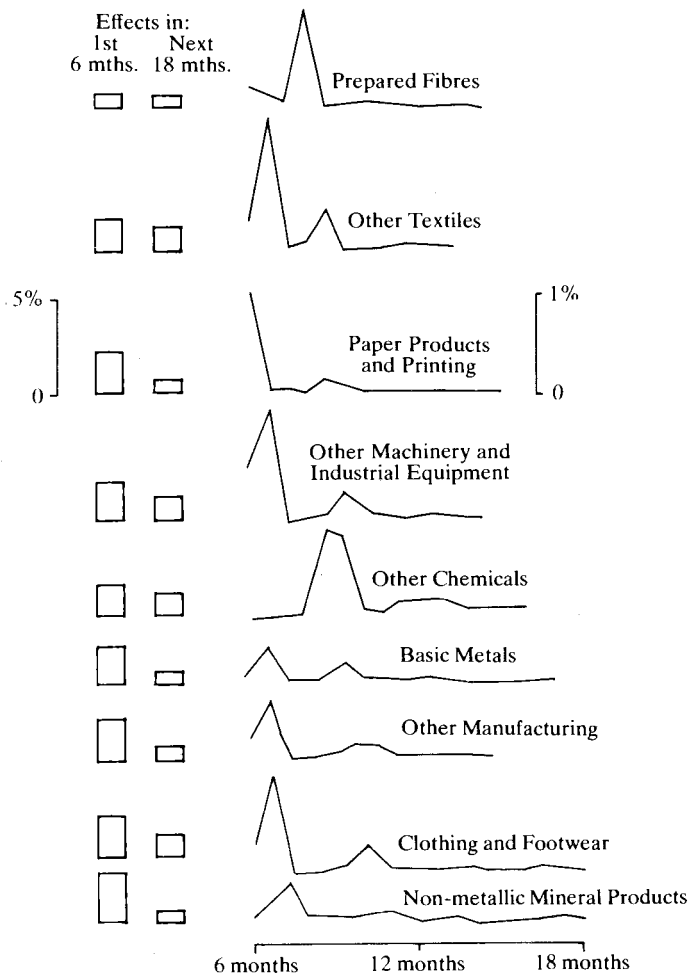 Effects in:
1st Next
6 mths. 18 mths.
Prepared Fibres
Other Textiles
5% 1%
Paper Products
and Printing
0 0
Other Machinery and
Industrial Equipment
Other Chemicals
Basic Metals
Other Manufacturing
Clothing and Footwear
Non-metallic Mineral Products
6 months 12 months 18 months